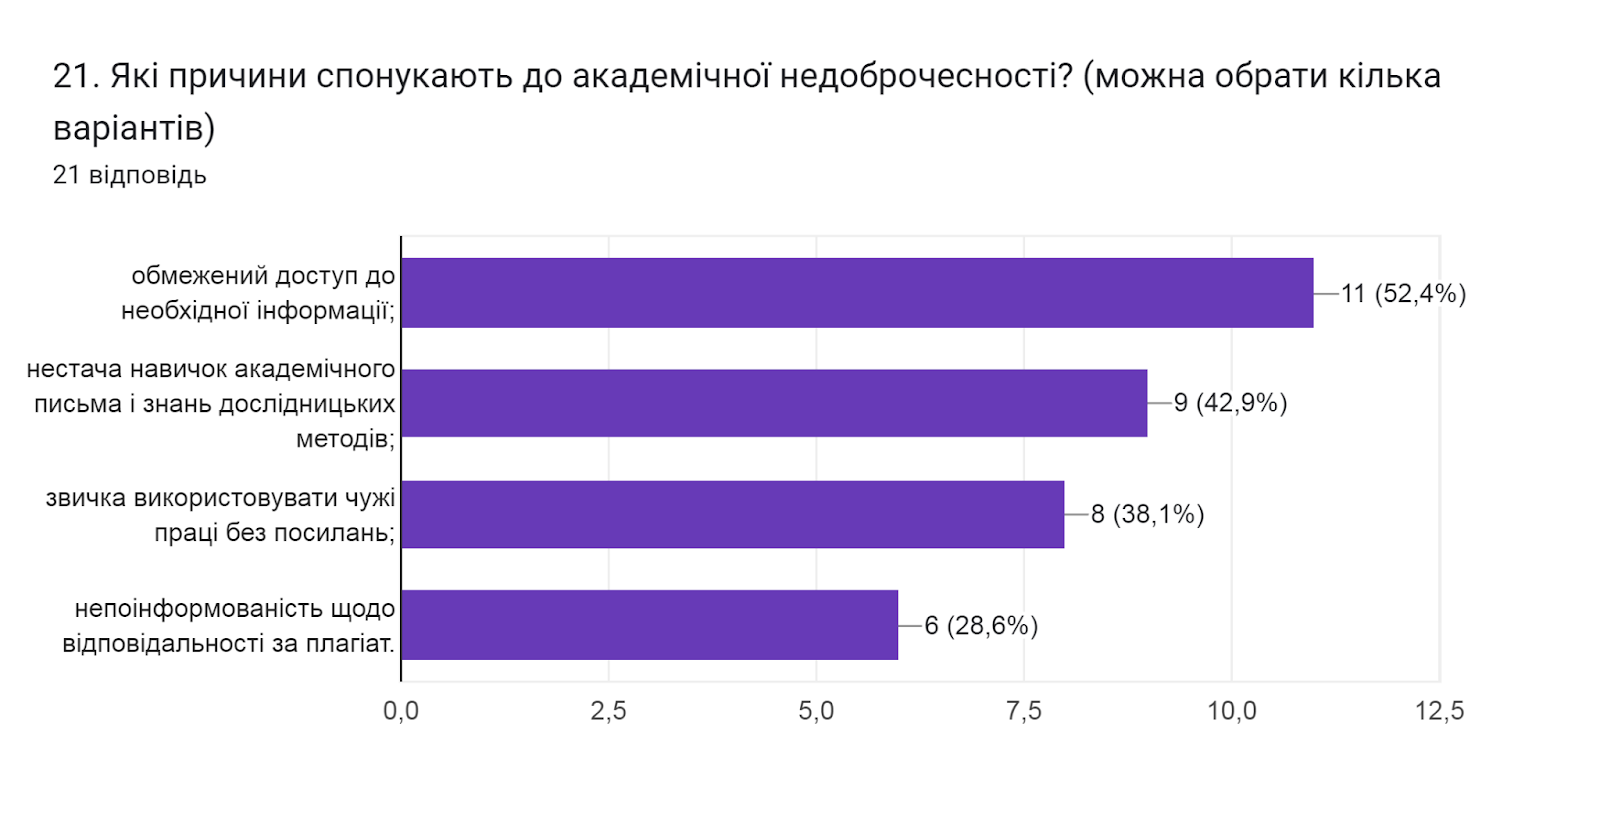 21. Які причини спонукають до академічної недоброчесності? (можна обрати кілька
варіантів)
21 відповідь
обмежений доступ до
необхідної інформації;
11 (52,4%)
нестача навичок академічного
письма і знань дослідницьких
методів;
9 (42,9%)
звичка використовувати чужі
праці без посилань;
8 (38,1%)
непоінформованість щодо
відповідальності за плагіат.
6 (28,6%)
0,0 2,5 5,0 7,5 10,0 12,5